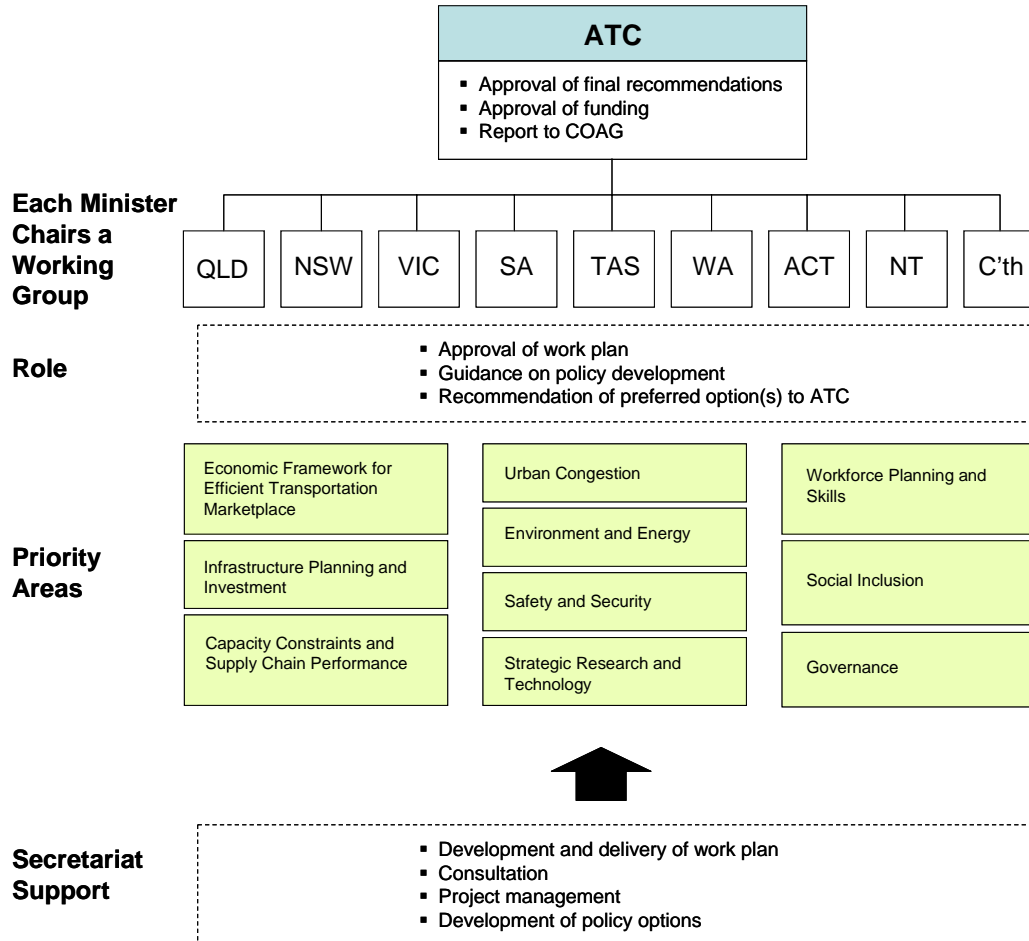 ATC
▪ Approval of final recommendations
▪ Approval of funding
▪ Report to COAG
Each Minister
Chairs a
Working
Group
QLD
NSW
VIC
SA
TAS
WA
ACT
NT
C'th
Role
▪ Approval of work plan
▪ Guidance on policy development
▪ Recommendation of preferred option(s) to ATC
Priority
Areas
Economic Framework for
Efficient Transportation
Marketplace
Infrastructure Planning and
Investment
Capacity Constraints and
Supply Chain Performance
Urban Congestion
Environment and Energy
Safety and Security
Strategic Research and
Technology
Workforce Planning and
Skills
Social Inclusion
Governance
Secretariat
Support
▪ Development and delivery of work plan
▪ Consultation
▪ Project management
▪ Development of policy options